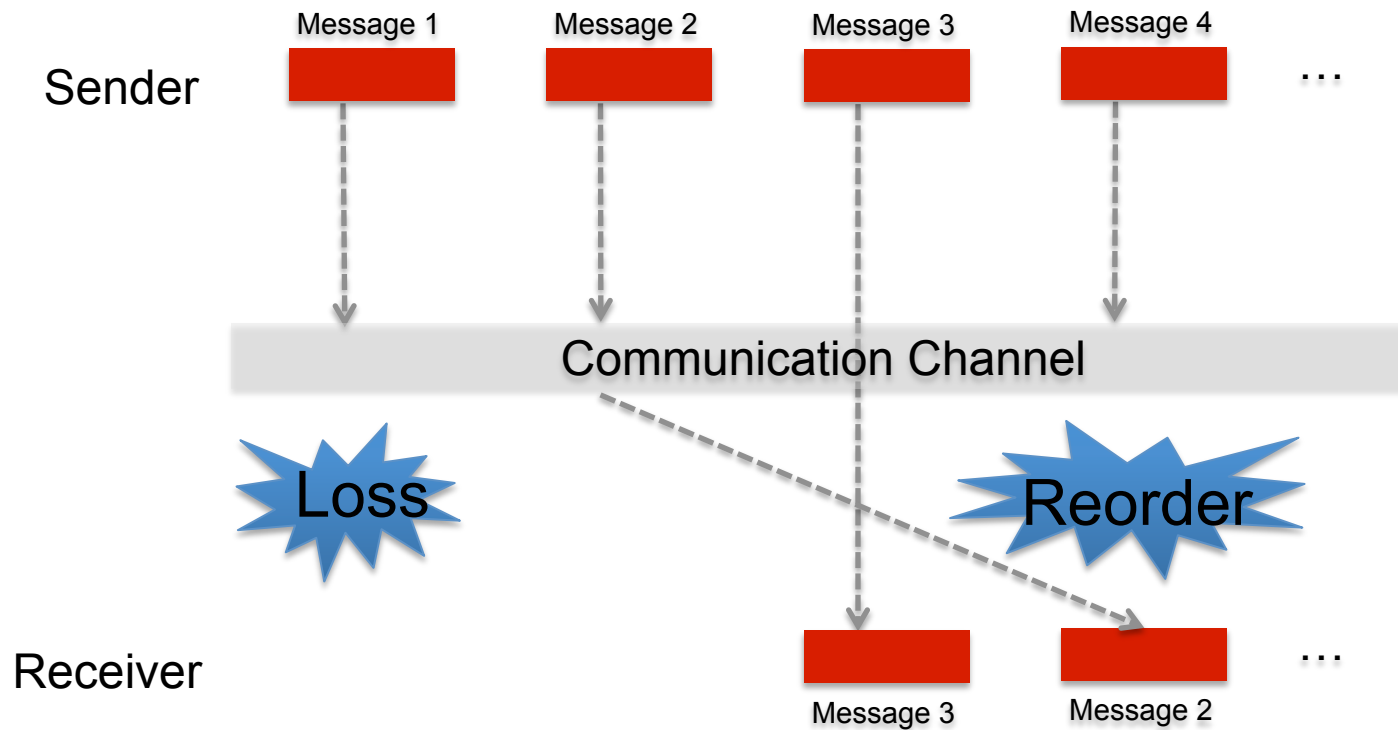 Message 1
Message 2
Message 3
Message 4
Sender
…
Communication Channel
Loss
Reorder
Receiver
…
Message 3
Message 2